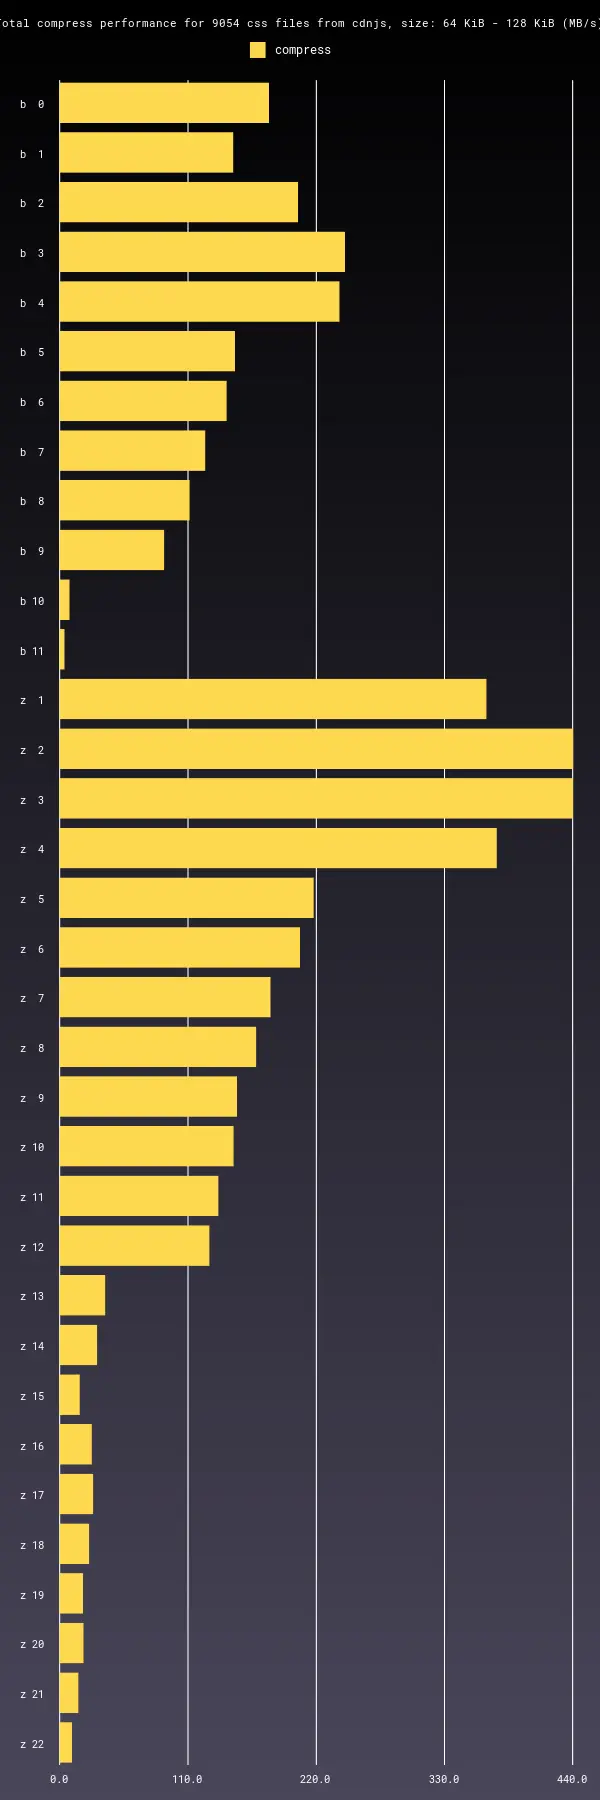 otal compress performance for 9054 css files from cdnjs, size: 64 KiB - 128 KiB (MB/s)
compress
b 0
b 1
b 2
b 3
b 4
b 5
b 6
b 7
b 8
b 9
b 10
b 11
z 1
z 2
z 3
z 4
z 5
z 6
z 7
z 8
z 9
z 10
z 11
z 12
z 13
z 14
z 15
z 16
z 17
z 18
z 19
z 20
z 21
z 22
0.0 110.0 220.0 330.0 440.0